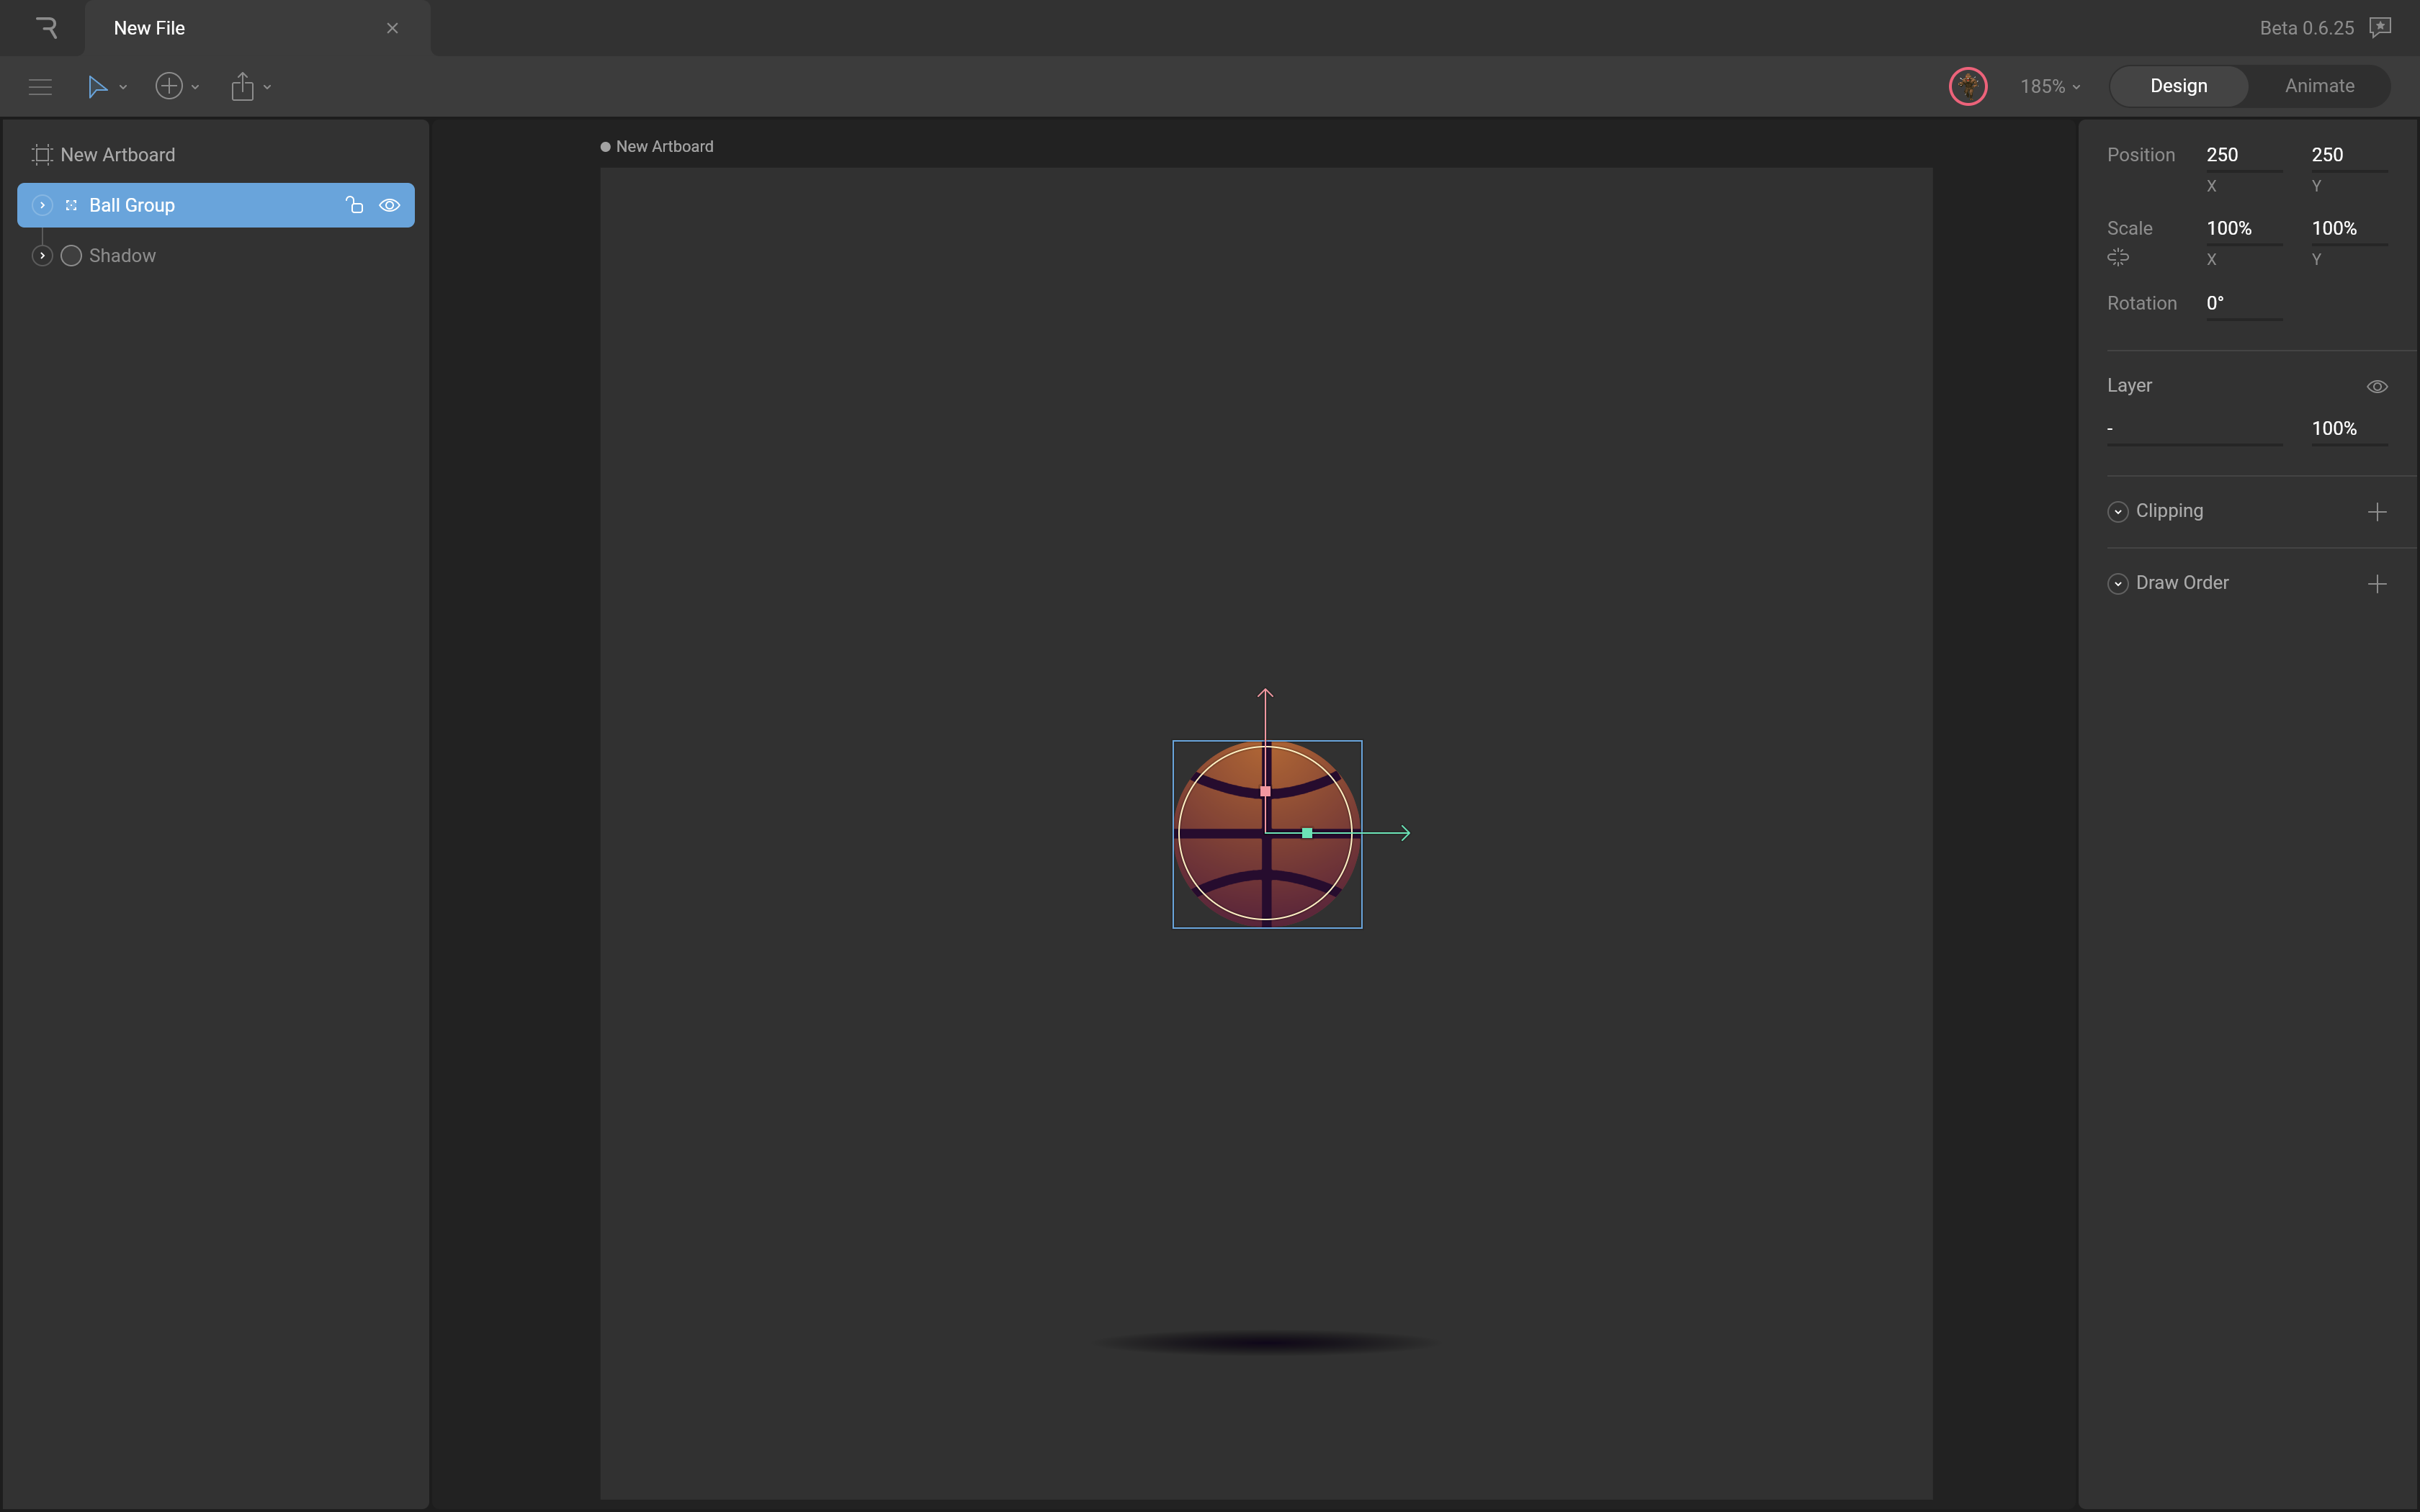 New File
Beta 0.6.25
185%
Design
Animate
New Artboard
Ball Group
Shadow
New Artboard
Position 250 250
X Y
Scale 100% 100%
X Y
Rotation 0°
Layer
- 100%
Clipping
Draw Order